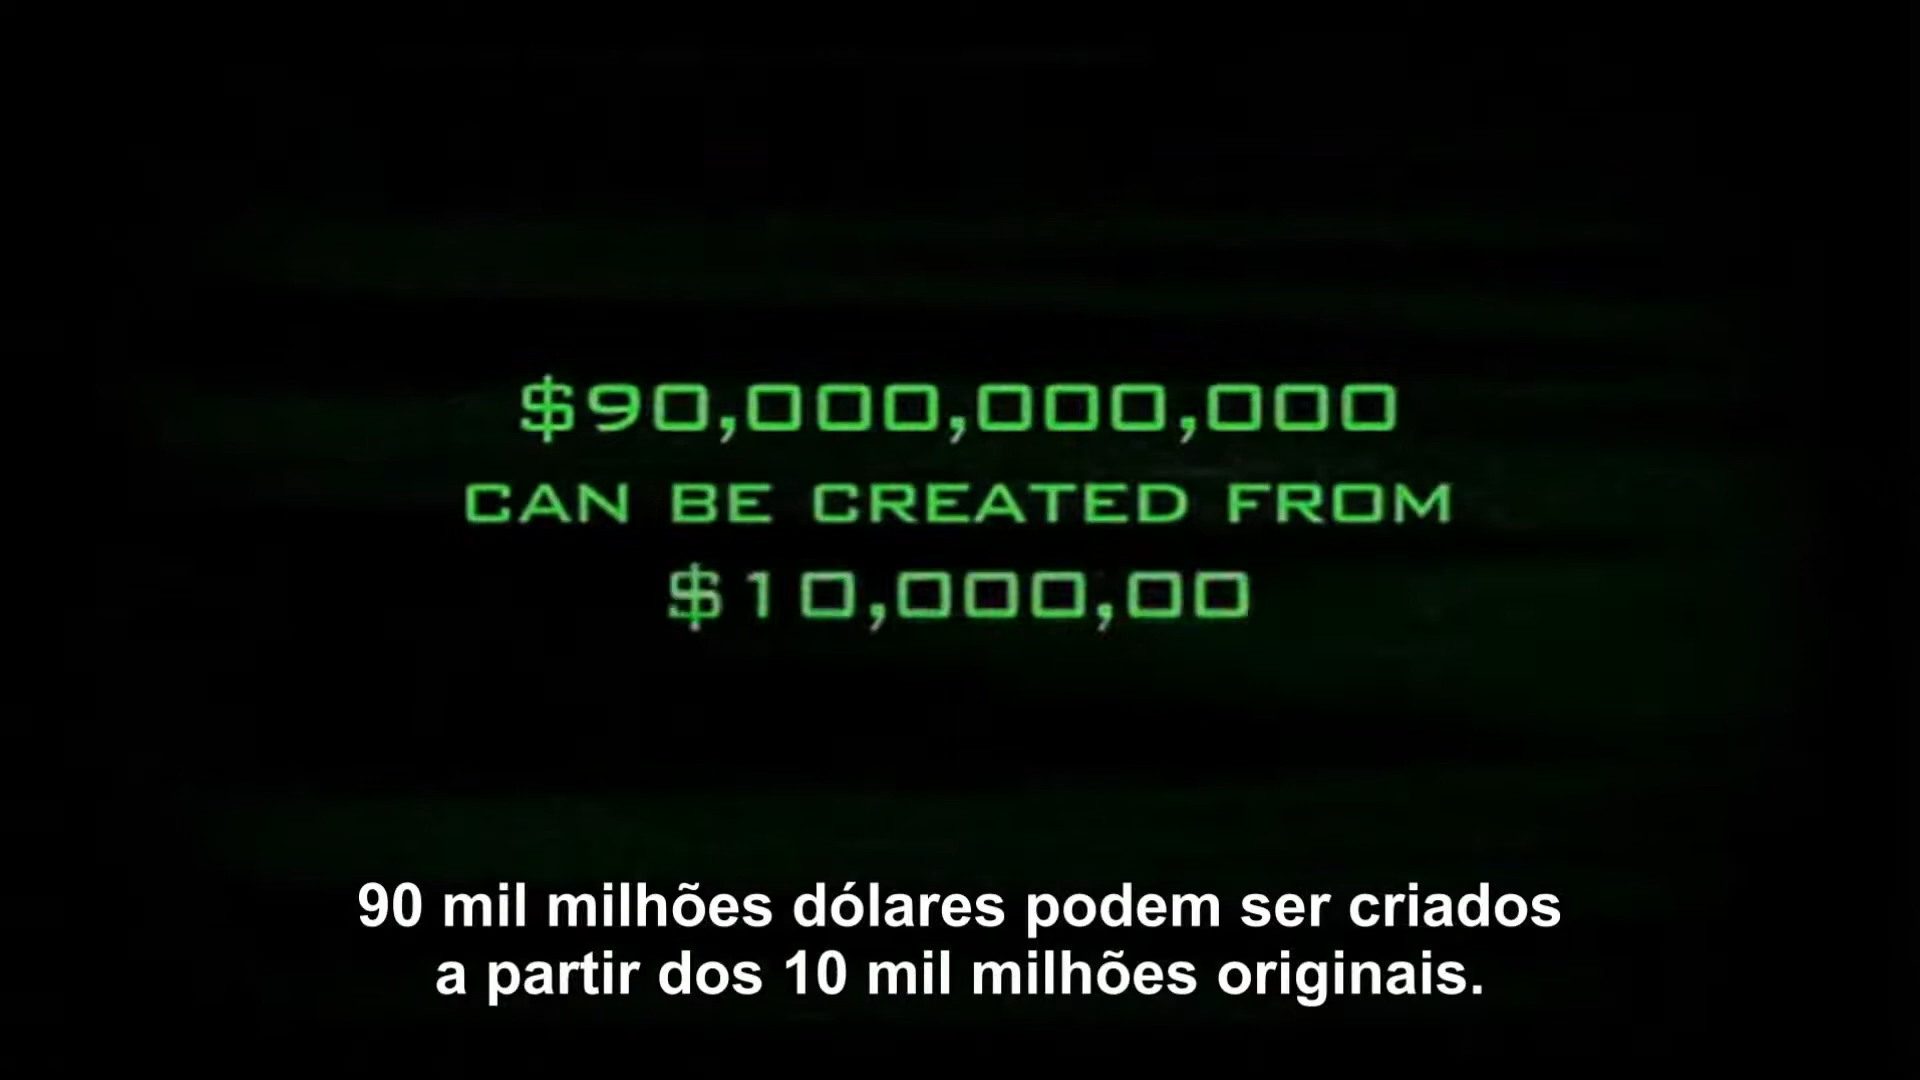 $90,000,000,000
CAN BE CREATED FROM
$10,000,00
90 mil milhões dólares podem ser criados
a partir dos 10 mil milhões originais.